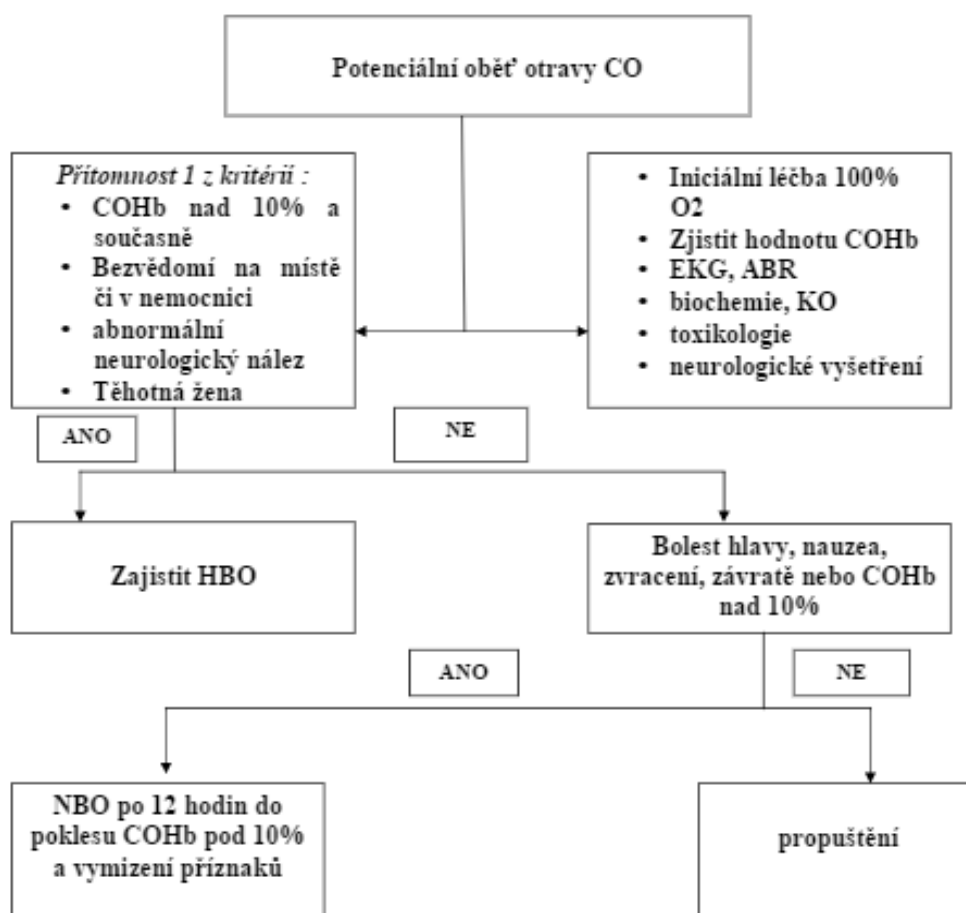 Potenciální oběť otravy CO
Přítomnost 1 z kritérií :
• COHb nad 10% a
současně
• Bezvědomí na místě
či v nemocnici
• abnormální
neurologický nález
• Těhotná žena
• Iniciální léčba 100%
O2
• Zjistit hodnotu COHb
• EKG, ABR
• biochemie, KO
• toxikologie
• neurologické vyšetření
ANO
NE
Zajistit HBO
Bolest hlavy, nauzea,
zvracení, závratě nebo COHb
nad 10%
ANO
NE
NBO po 12 hodin do
poklesu COHb pod 10%
a vymizení příznaků
propuštění